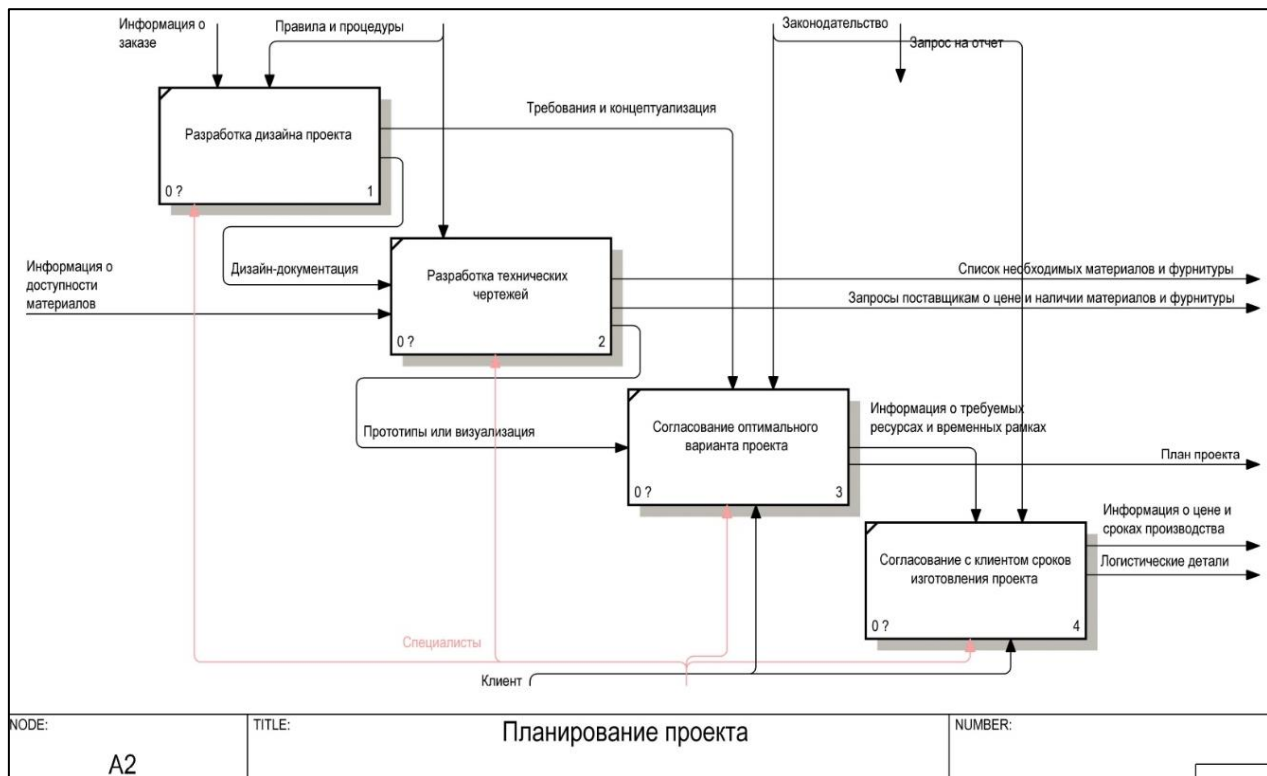 Информация о
заказе
Правила и процедуры
Законодательство
Запрос на отчет
Требования и концептуализация
Разработка дизайна проекта
0 ?
1
Информация о
доступности
материалов
Дизайн-документация
Разработка технических
чертежей
0 ?
2
Список необходимых материалов и фурнитуры
Запросы поставщикам о цене и наличии материалов и фурнитуры
Прототипы или визуализация
Согласование оптимального
варианта проекта
0 ?
3
Информация о требуемых
ресурсах и временных рамках
План проекта
Информация о цене и
сроках производства
Согласование с клиентом сроков
изготовления проекта
0 ?
4
Логистические детали
Специалисты
Клиент
NODE:
A2
TITLE:
Планирование проекта
NUMBER: